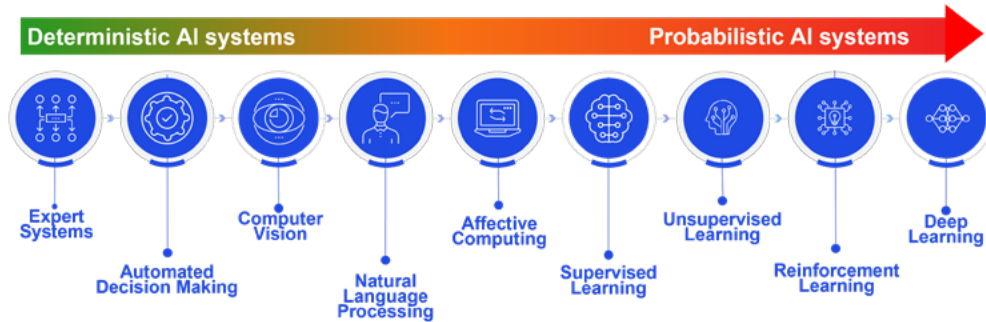 Deterministic AI systems
Probabilistic AI systems
Expert
Systems
Automated
Decision Making
Computer
Vision
Natural
Language
Processing
Affective
Computing
Supervised
Learning
Unsupervised
Learning
Reinforcement
Learning
Deep
Learning